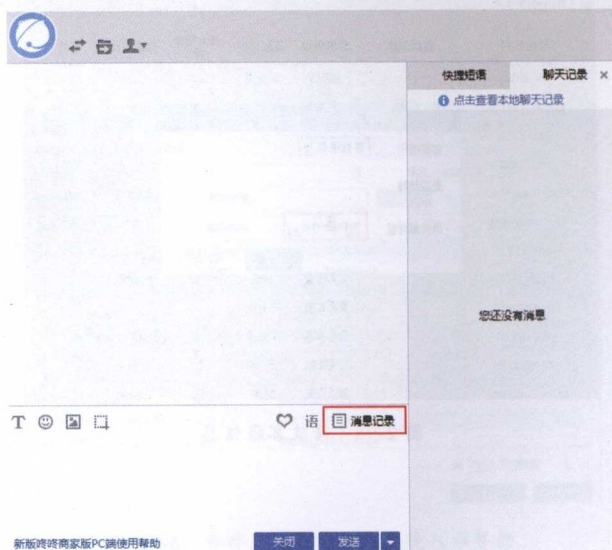 快捷短语
聊天记录 ×
点击查看本地聊天记录
您还没有消息
T
语
消息记录
新版咚咚商家版PC端使用帮助
关闭
发送